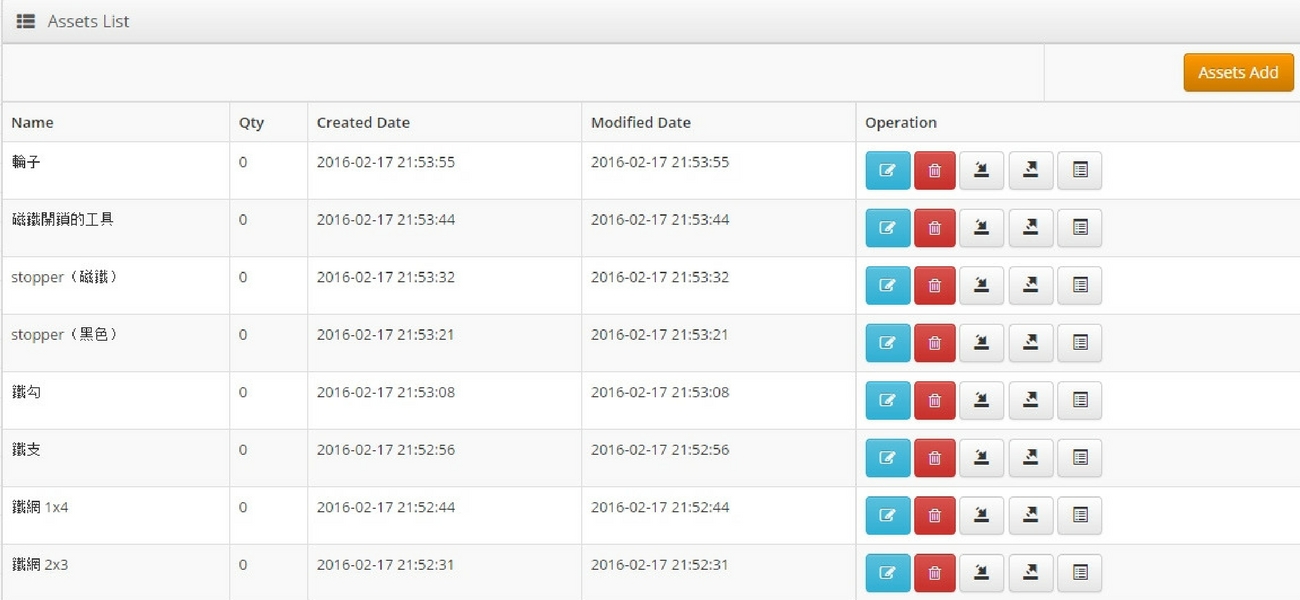 Assets List
Assets Add
Name Qty Created Date Modified Date Operation
輪子 0 2016-02-17 21:53:55 2016-02-17 21:53:55
磁鐵開鎖的工具 0 2016-02-17 21:53:44 2016-02-17 21:53:44
stopper（磁鐵） 0 2016-02-17 21:53:32 2016-02-17 21:53:32
stopper（黑色） 0 2016-02-17 21:53:21 2016-02-17 21:53:21
鐵勾 0 2016-02-17 21:53:08 2016-02-17 21:53:08
鐵支 0 2016-02-17 21:52:56 2016-02-17 21:52:56
鐵網 1x4 0 2016-02-17 21:52:44 2016-02-17 21:52:44
鐵網 2x3 0 2016-02-17 21:52:31 2016-02-17 21:52:31